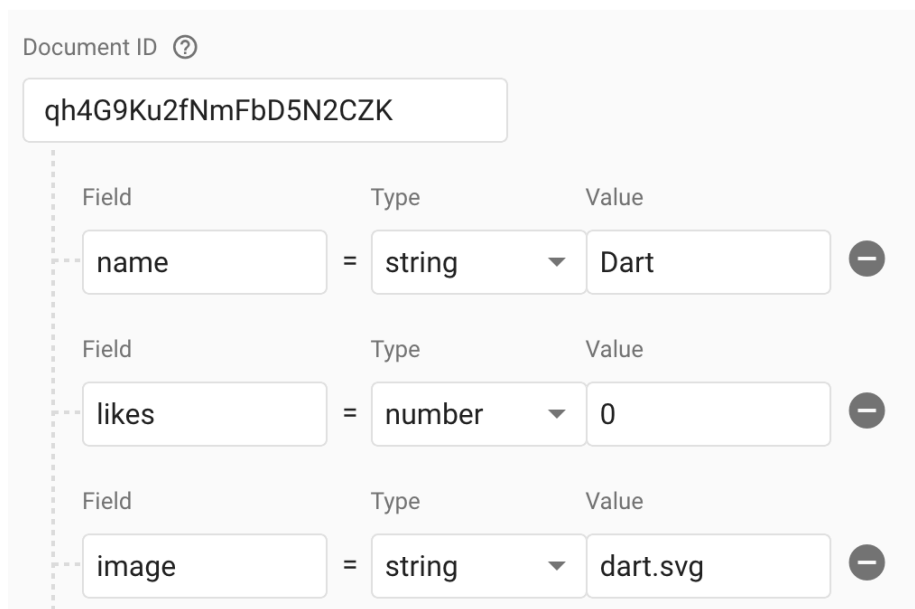 Document ID ?
qh4G9Ku2fNmFbD5N2CZK
Field Type Value
name = string Dart
Field Type Value
likes = number 0
Field Type Value
image = string dart.svg